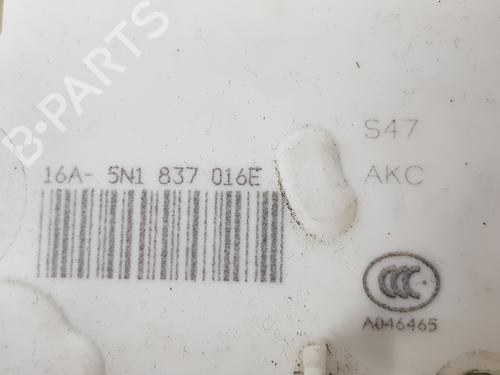 B-PARTS
S47
16A- 5N1 837 016E
AKC
CCC
A046465